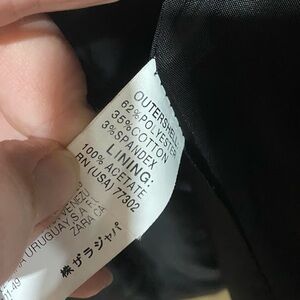 OUTERSHELL:
62%POLYESTER
35%COTTON
3%SPANDEX
LINING:
100% ACETATE
RN (USA) 77302
VENEZU
URUGUAY,S.A
ZARA CA
㈱ザラジャパ